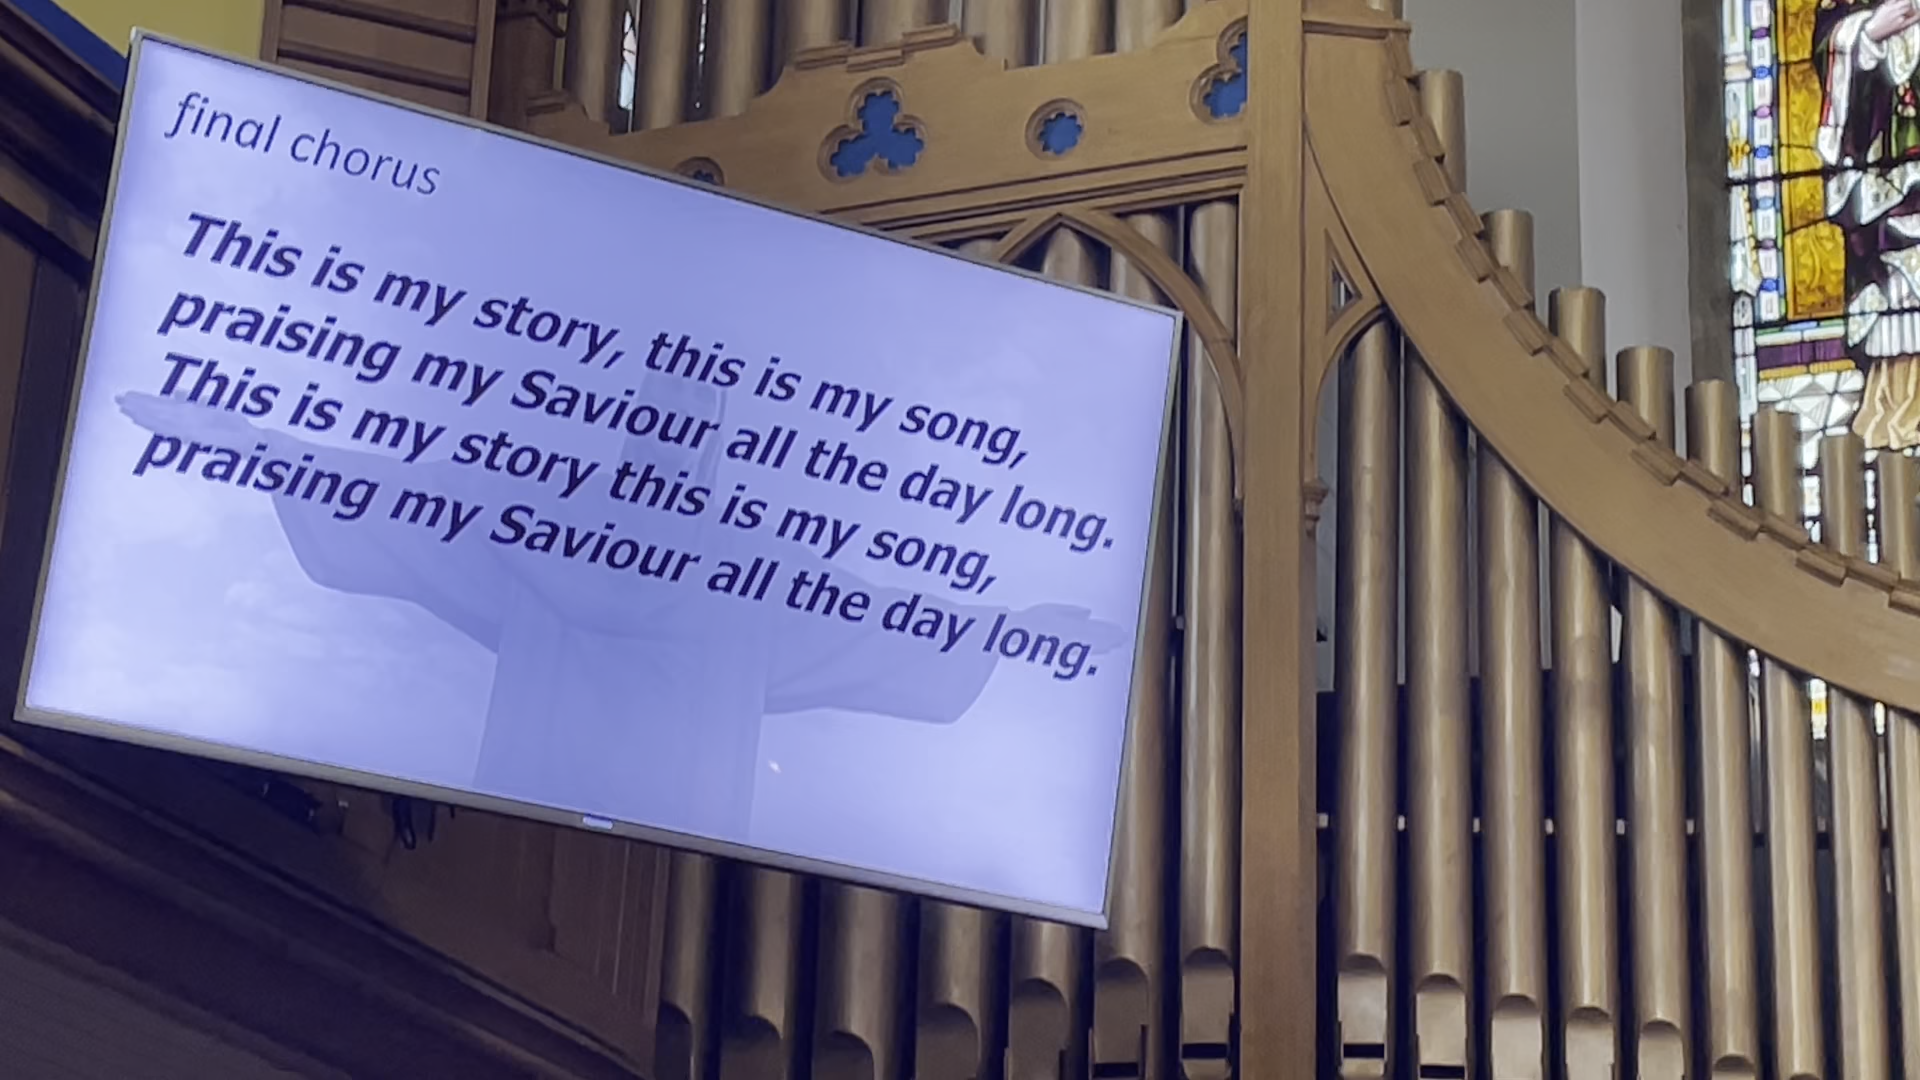 final chorus
This is my story, this is my song,
praising my Saviour all the day long.
This is my story this is my song,
praising my Saviour all the day long.